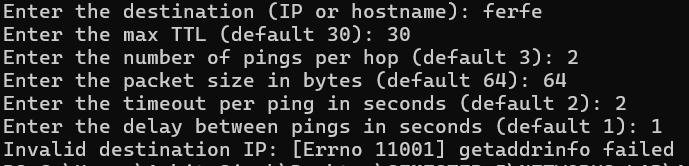 Enter the destination (IP or hostname): ferfe
Enter the max TTL (default 30): 30
Enter the number of pings per hop (default 3): 2
Enter the packet size in bytes (default 64): 64
Enter the timeout per ping in seconds (default 2): 2
Enter the delay between pings in seconds (default 1): 1
Invalid destination IP: [Errno 11001] getaddrinfo failed